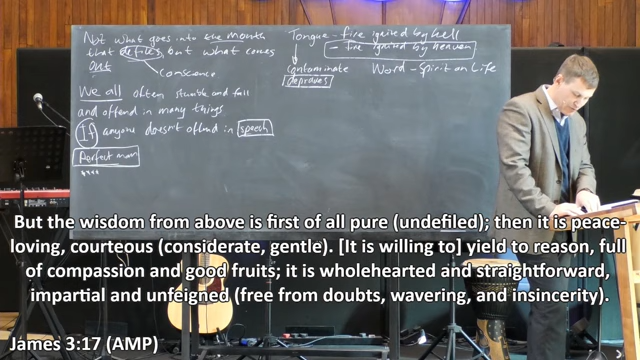 Not what goes into the mouth
that defiles, but what comes
out
Conscence
We all often stumble and fall
and offend in many things
If anyone doesn't offend in speech
Perfect man
****
Tongue - fire ignited by hell
- fire ignited by heaven
contaminate
depraves
Word - Spirit an Life
But the wisdom from above is first of all pure (undefiled); then it is peace-
loving, courteous (considerate, gentle). [It is willing to] yield to reason, full
of compassion and good fruits; it is wholehearted and straightforward,
impartial and unfeigned (free from doubts, wavering, and insincerity).
James 3:17 (AMP)